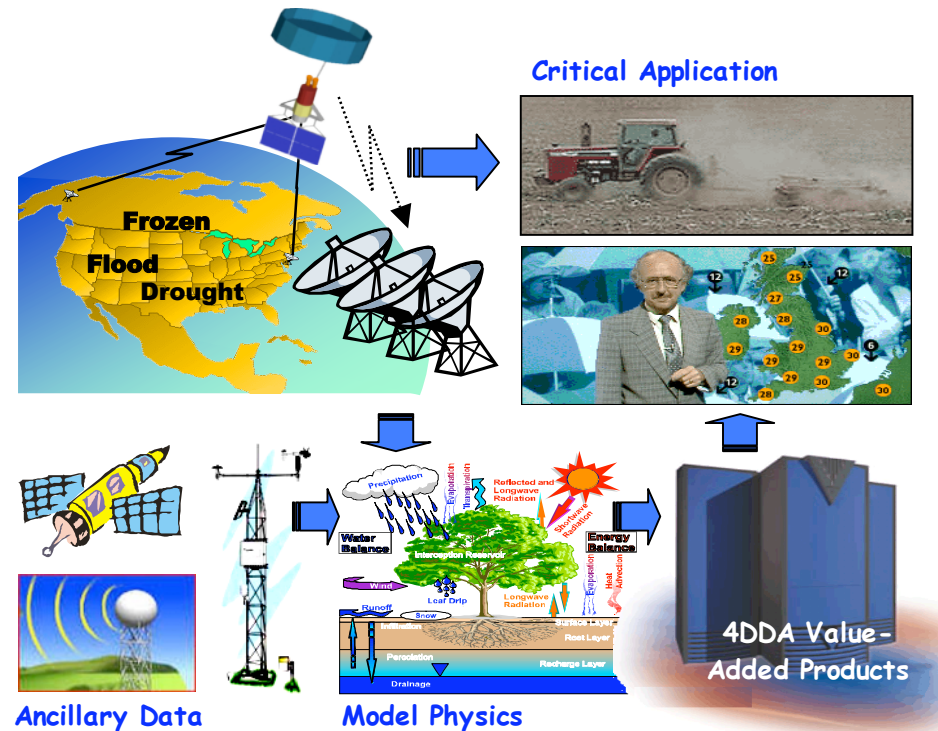 Critical Application
Frozen
Flood
Drought
25
25
12
12
27
28
28
30
29
29
30
6
29
30
12
29
30
28
30
Precipitation
Evaporation
Transpiration
Reflected and
Longwave
Radiation
Shortwave
Radiation
Water
Balance
Interception Reservoir
Energy
Balance
Wind
Leaf Drip
Longwave
Radiation
Evaporation
Heat
Advection
Runoff
Snow
Surface Layer
Infiltration
Root Layer
Percolation
Recharge Layer
Drainage
4DDA Value-
Added Products
Ancillary Data
Model Physics